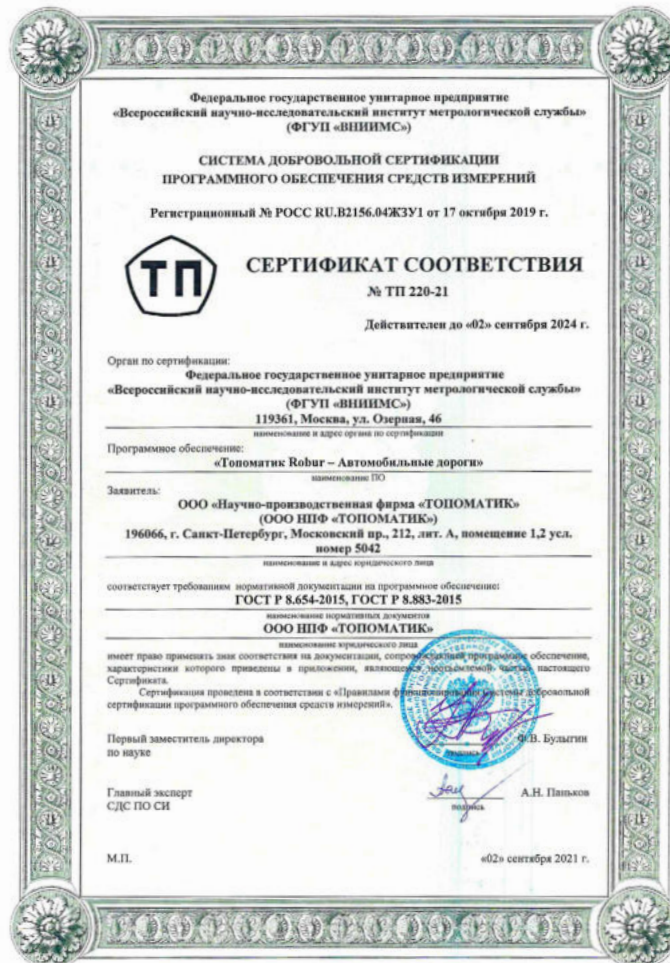 Федеральное государственное унитарное предприятие
«Всероссийский научно-исследовательский институт метрологической службы»
(ФГУП «ВНИИМС»)
СИСТЕМА ДОБРОВОЛЬНОЙ СЕРТИФИКАЦИИ
ПРОГРАММНОГО ОБЕСПЕЧЕНИЯ СРЕДСТВ ИЗМЕРЕНИЙ
Регистрационный № РОСС RU.В2156.04ЖЗУ1 от 17 октября 2019 г.
ТП
СЕРТИФИКАТ СООТВЕТСТВИЯ
№ ТП 220-21
Действителен до «02» сентября 2024 г.
Орган по сертификации:
Федеральное государственное унитарное предприятие
«Всероссийский научно-исследовательский институт метрологической службы»
(ФГУП «ВНИИМС»)
119361, Москва, ул. Озерная, 46
наименование и адрес органа по сертификации
Программное обеспечение:
«Топоматик Robur – Автомобильные дороги»
наименование ПО
Заявитель:
ООО «Научно-производственная фирма «ТОПОМАТИК»
(ООО НПФ «ТОПОМАТИК»)
196066, г. Санкт-Петербург, Московский пр., 212, лит. А, помещение 1,2 усл.
номер 5042
наименование и адрес юридического лица
соответствует требованиям нормативной документации на программное обеспечение:
ГОСТ Р 8.654-2015, ГОСТ Р 8.883-2015
наименование нормативных документов
ООО НПФ «ТОПОМАТИК»
наименование юридического лица
имеет право применять знак соответствия на документации, сопровождающей программное обеспечение,
характеристики которого приведены в приложении, являющемся неотъемлемой частью настоящего
Сертификата.
Сертификация проведена в соответствии с «Правилами функционирования системы добровольной
сертификации программного обеспечения средств измерений».
Первый заместитель директора
по науке
подпись
Ф.В. Булыгин
Главный эксперт
СДС ПО СИ
подпись
А.Н. Паньков
М.П.
«02» сентября 2021 г.